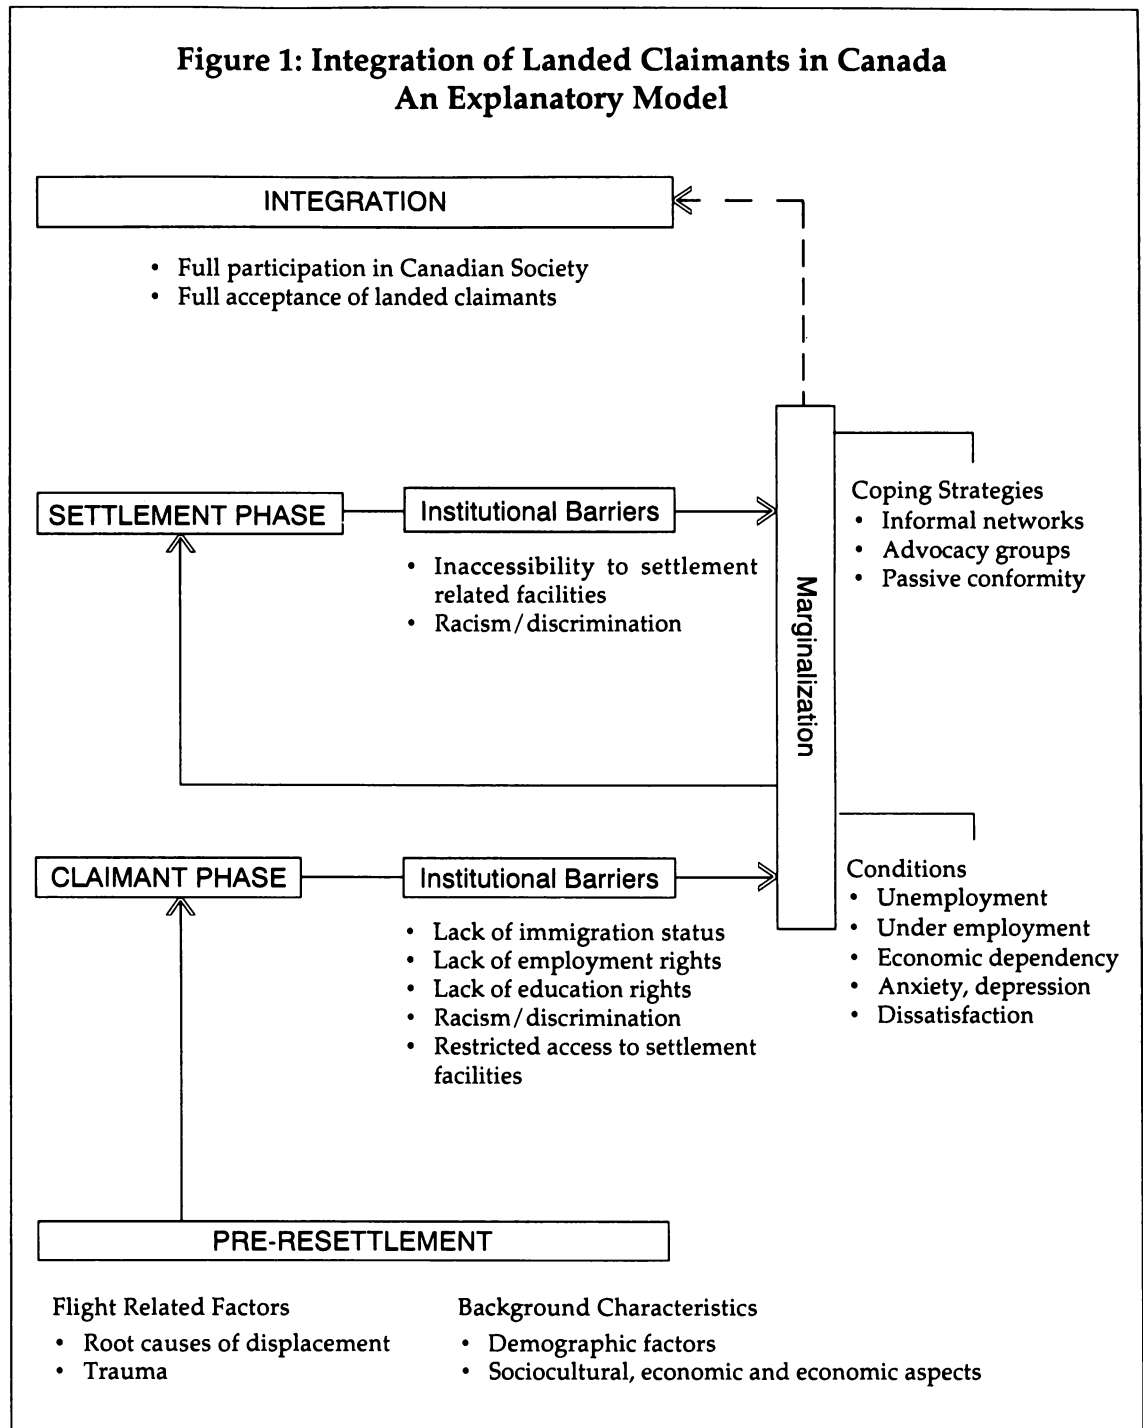 Figure 1: Integration of Landed Claimants in Canada
An Explanatory Model
INTEGRATION
• Full participation in Canadian Society
• Full acceptance of landed claimants
SETTLEMENT PHASE
Institutional Barriers
• Inaccessibility to settlement
related facilities
• Racism/discrimination
Marginalization
Coping Strategies
• Informal networks
• Advocacy groups
• Passive conformity
CLAIMANT PHASE
Institutional Barriers
• Lack of immigration status
• Lack of employment rights
• Lack of education rights
• Racism/discrimination
• Restricted access to settlement
facilities
Conditions
• Unemployment
• Under employment
• Economic dependency
• Anxiety, depression
• Dissatisfaction
PRE-RESETTLEMENT
Flight Related Factors
• Root causes of displacement
• Trauma
Background Characteristics
• Demographic factors
• Sociocultural, economic and economic aspects